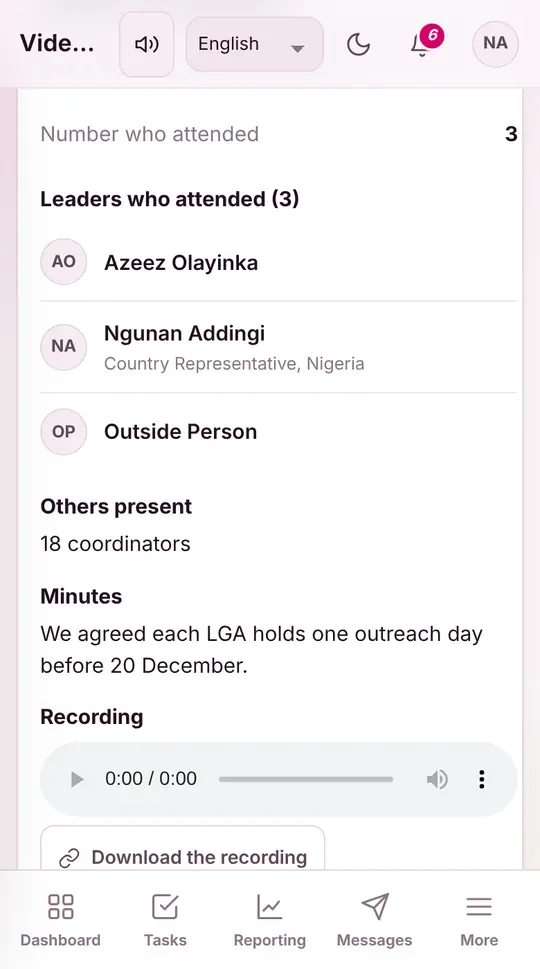 Vide...
English
6
NA
Number who attended 3
Leaders who attended (3)
AO
Azeez Olayinka
NA
Ngunan Addingi
Country Representative, Nigeria
OP
Outside Person
Others present
18 coordinators
Minutes
We agreed each LGA holds one outreach day
before 20 December.
Recording
0:00 / 0:00
Download the recording
Dashboard
Tasks
Reporting
Messages
More